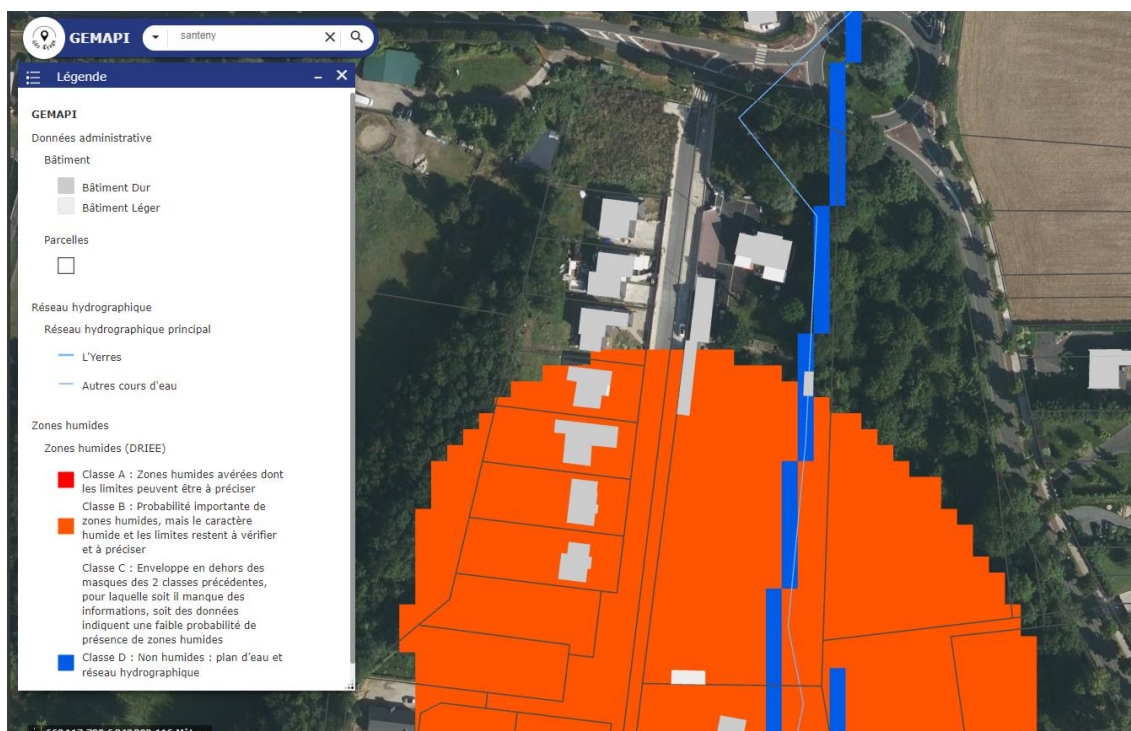 GEMAPI
santeny
Légende
GEMAPI
Données administrative
Bâtiment
Bâtiment Dur
Bâtiment Léger
Parcelles
Réseau hydrographique
Réseau hydrographique principal
L'Yerres
Autres cours d'eau
Zones humides
Zones humides (DRIEE)
Classe A : Zones humides avérées dont
les limites peuvent être à préciser
Classe B : Probabilité importante de
zones humides, mais le caractère
humide et les limites restent à vérifier
et à préciser
Classe C : Enveloppe en dehors des
masques des 2 classes précédentes,
pour laquelle soit il manque des
informations, soit des données
indiquent une faible probabilité de
présence de zones humides
Classe D : Non humides : plan d'eau et
réseau hydrographique